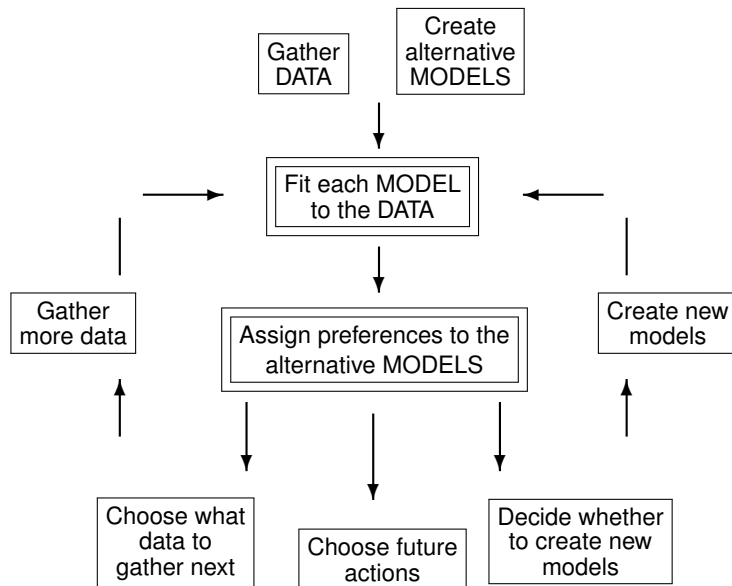 Gather
DATA
Create
alternative
MODELS
Fit each MODEL
to the DATA
Gather
more data
Assign preferences to the
alternative MODELS
Create new
models
Choose what
data to
gather next
Choose future
actions
Decide whether
to create new
models